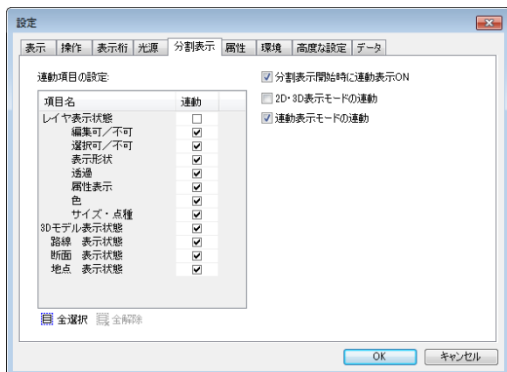 設定
表示 操作 表示桁 光源 分割表示 属性 環境 高度な設定 データ
連動項目の設定:
項目名 連動
レイヤ表示状態
編集可/不可
選択可/不可
表示形状
透過
属性表示
色
サイズ・点種
3Dモデル表示状態
路線 表示状態
断面 表示状態
地点 表示状態
全選択 全解除
分割表示開始時に連動表示ON
2D・3D表示モードの連動
連動表示モードの連動
OK キャンセル